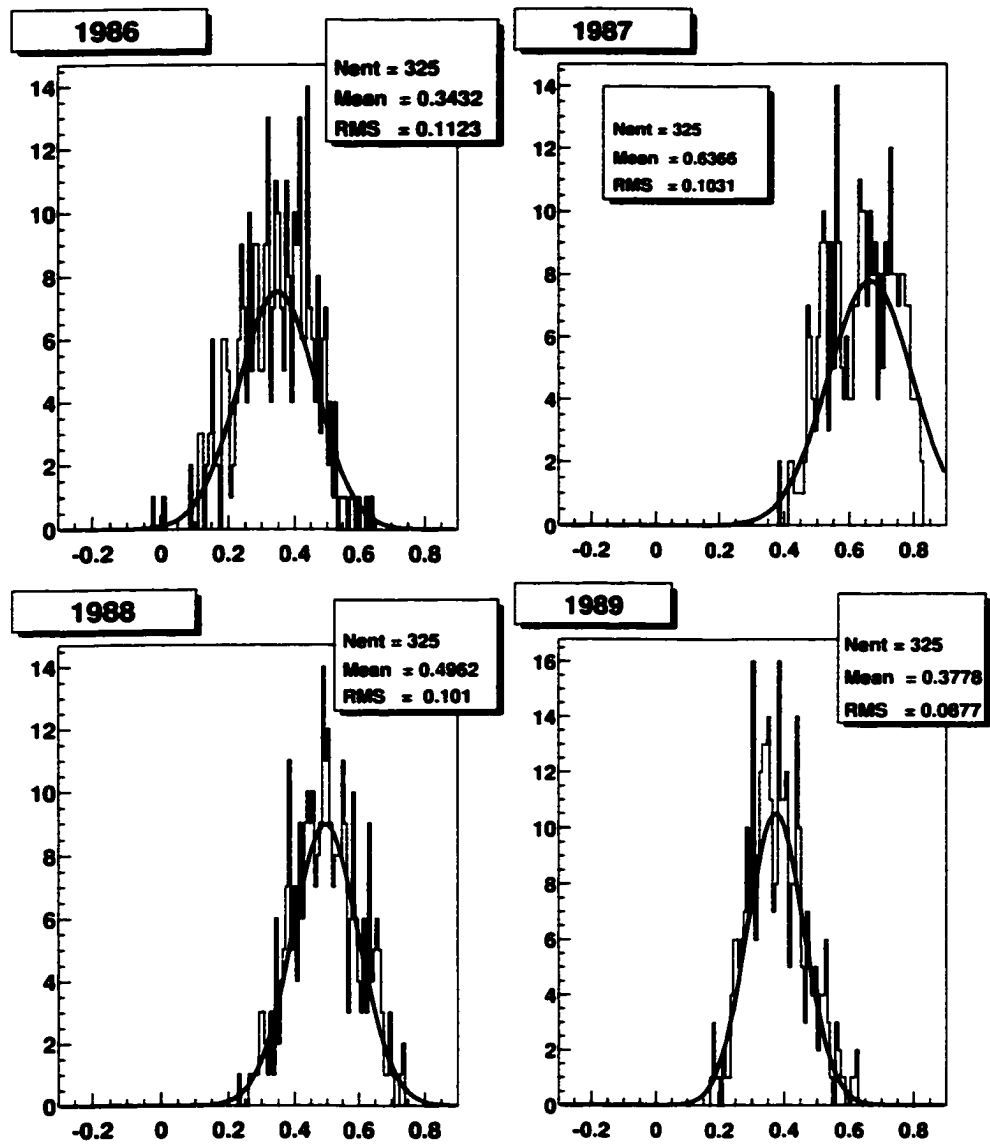 1986
Nent = 325
Mean = 0.3432
RMS = 0.1123
14
12
10
8
6
4
2
0
-0.2 0 0.2 0.4 0.6 0.8
1987
Nent = 325
Mean = 0.6366
RMS = 0.1031
14
12
10
8
6
4
2
0
-0.2 0 0.2 0.4 0.6 0.8
1988
Nent = 325
Mean = 0.4962
RMS = 0.101
14
12
10
8
6
4
2
0
-0.2 0 0.2 0.4 0.6 0.8
1989
Nent = 325
Mean = 0.3778
RMS = 0.0877
16
14
12
10
8
6
4
2
0
-0.2 0 0.2 0.4 0.6 0.8